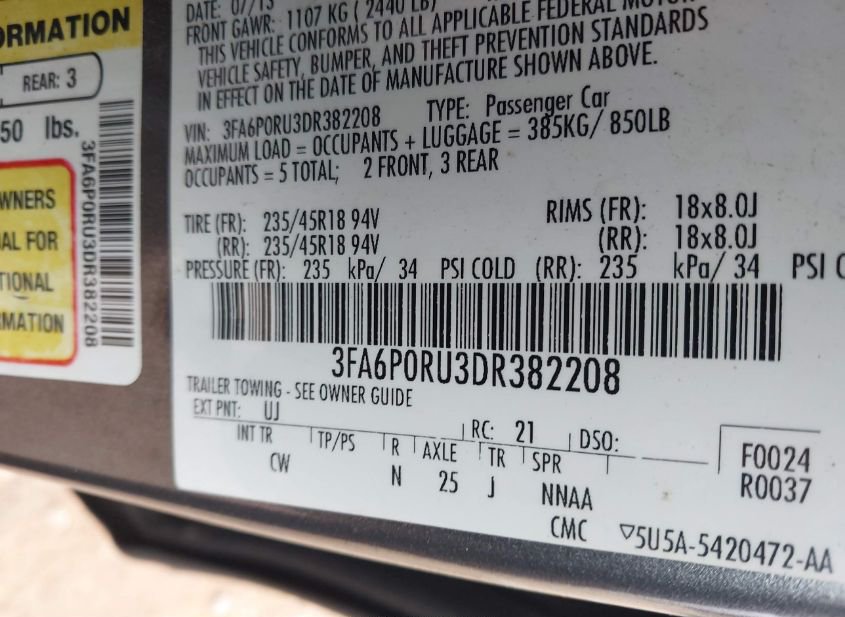 ORMATION
REAR: 3
50 lbs.
3FA6P0RU3DR382208
WNERS
AL FOR
TIONAL
RMATION
DATE: 07/13
FRONT GAWR: 1107 KG ( 2440 LB)
THIS VEHICLE CONFORMS TO ALL APPLICABLE FEDERAL MOTOR
VEHICLE SAFETY, BUMPER, AND THEFT PREVENTION STANDARDS
IN EFFECT ON THE DATE OF MANUFACTURE SHOWN ABOVE.
VIN: 3FA6P0RU3DR382208 TYPE: Passenger Car
MAXIMUM LOAD = OCCUPANTS + LUGGAGE = 385KG/ 850LB
OCCUPANTS = 5 TOTAL; 2 FRONT, 3 REAR
TIRE (FR): 235/45R18 94V RIMS (FR): 18x8.0J
(RR): 235/45R18 94V (RR): 18x8.0J
PRESSURE (FR): 235 kPa/ 34 PSI COLD (RR): 235 kPa/ 34 PSI C
3FA6P0RU3DR382208
TRAILER TOWING - SEE OWNER GUIDE
EXT PNT: UJ RC: 21 DSO:
INT TR TP/PS R AXLE TR SPR
CW N 25 J NNAA
CMC
F0024
R0037
▽5U5A-5420472-AA